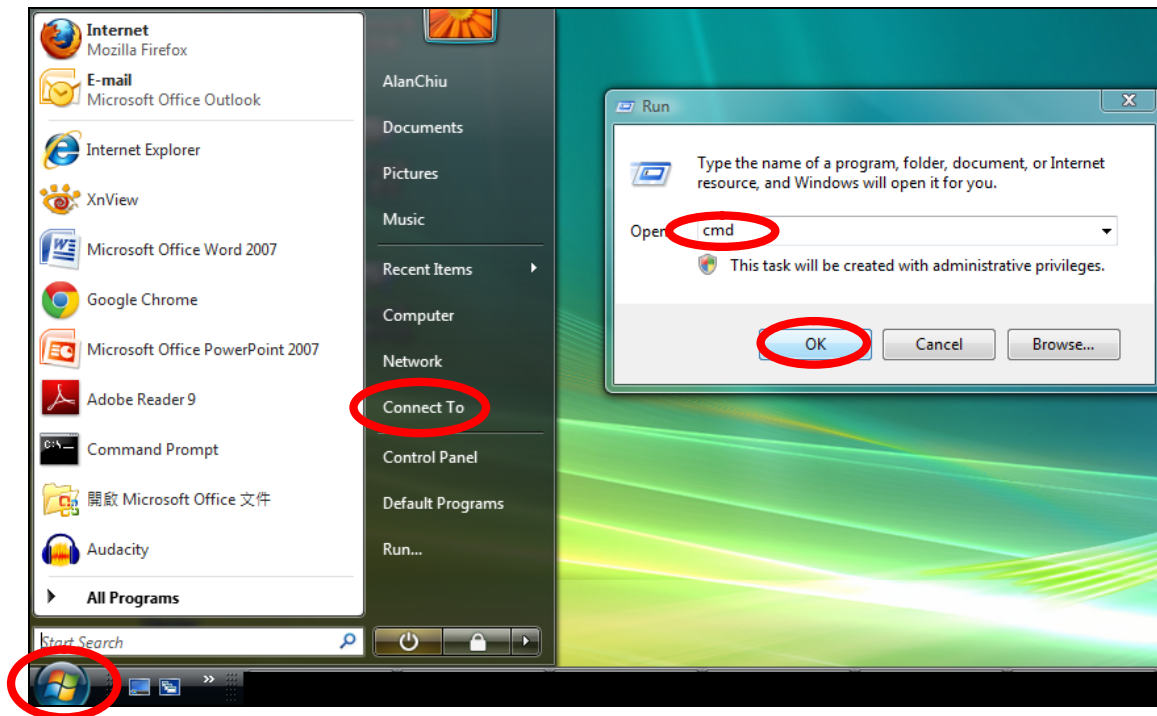 Internet
Mozilla Firefox
E-mail
Microsoft Office Outlook
Internet Explorer
XnView
Microsoft Office Word 2007
Google Chrome
Microsoft Office PowerPoint 2007
Adobe Reader 9
Command Prompt
開啟 Microsoft Office 文件
Audacity
All Programs
Start Search
AlanChiu
Documents
Pictures
Music
Recent Items
Computer
Network
Connect To
Control Panel
Default Programs
Run...
Run
Type the name of a program, folder, document, or Internet
resource, and Windows will open it for you.
Open
cmd
This task will be created with administrative privileges.
OK
Cancel
Browse...